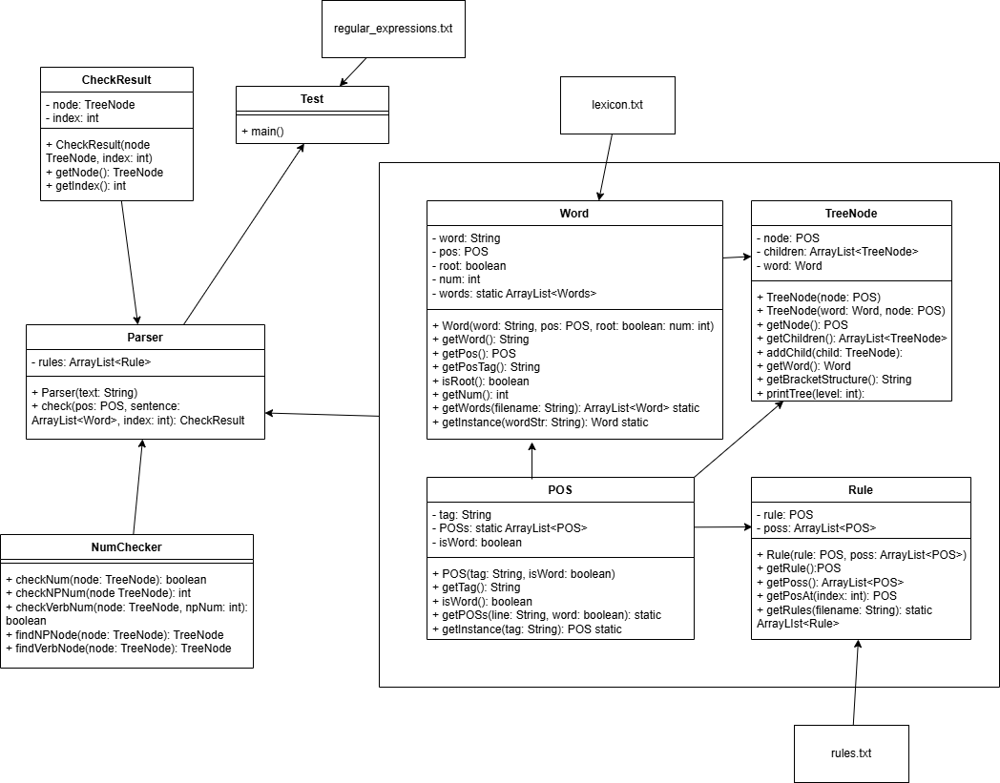 regular_expressions.txt
CheckResult
- node: TreeNode
- index: int
+ CheckResult(node
TreeNode, index: int)
+ getNode(): TreeNode
+ getIndex(): int
Test
+ main()
lexicon.txt
Word
- word: String
- pos: POS
- root: boolean
- num: int
- words: static ArrayList<Words>
+ Word(word: String, pos: POS, root: boolean: num: int)
+ getWord(): String
+ getPos(): POS
+ getPosTag(): String
+ isRoot(): boolean
+ getNum(): int
+ getWords(filename: String): ArrayList<Word> static
+ getInstance(wordStr: String): Word static
TreeNode
- node: POS
- children: ArrayList<TreeNode>
- word: Word
+ TreeNode(node: POS)
+ TreeNode(word: Word, node: POS)
+ getNode(): POS
+ getChildren(): ArrayList<TreeNode>
+ addChild(child: TreeNode):
+ getWord(): Word
+ getBracketStructure(): String
+ printTree(level: int):
Parser
- rules: ArrayList<Rule>
+ Parser(text: String)
+ check(pos: POS, sentence:
ArrayList<Word>, index: int): CheckResult
POS
- tag: String
- POSs: static ArrayList<POS>
- isWord: boolean
+ POS(tag: String, isWord: boolean)
+ getTag(): String
+ isWord(): boolean
+ getPOSs(line: String, word: boolean): static
+ getInstance(tag: String): POS static
Rule
- rule: POS
- poss: ArrayList<POS>
+ Rule(rule: POS, poss: ArrayList<POS>)
+ getRule():POS
+ getPoss(): ArrayList<POS>
+ getPosAt(index: int): POS
+ getRules(filename: String): static
ArrayLIst<Rule>
NumChecker
+ checkNum(node: TreeNode): boolean
+ checkNPNum(node TreeNode): int
+ checkVerbNum(node: TreeNode, npNum: int):
boolean
+ findNPNode(node: TreeNode): TreeNode
+ findVerbNode(node: TreeNode): TreeNode
rules.txt